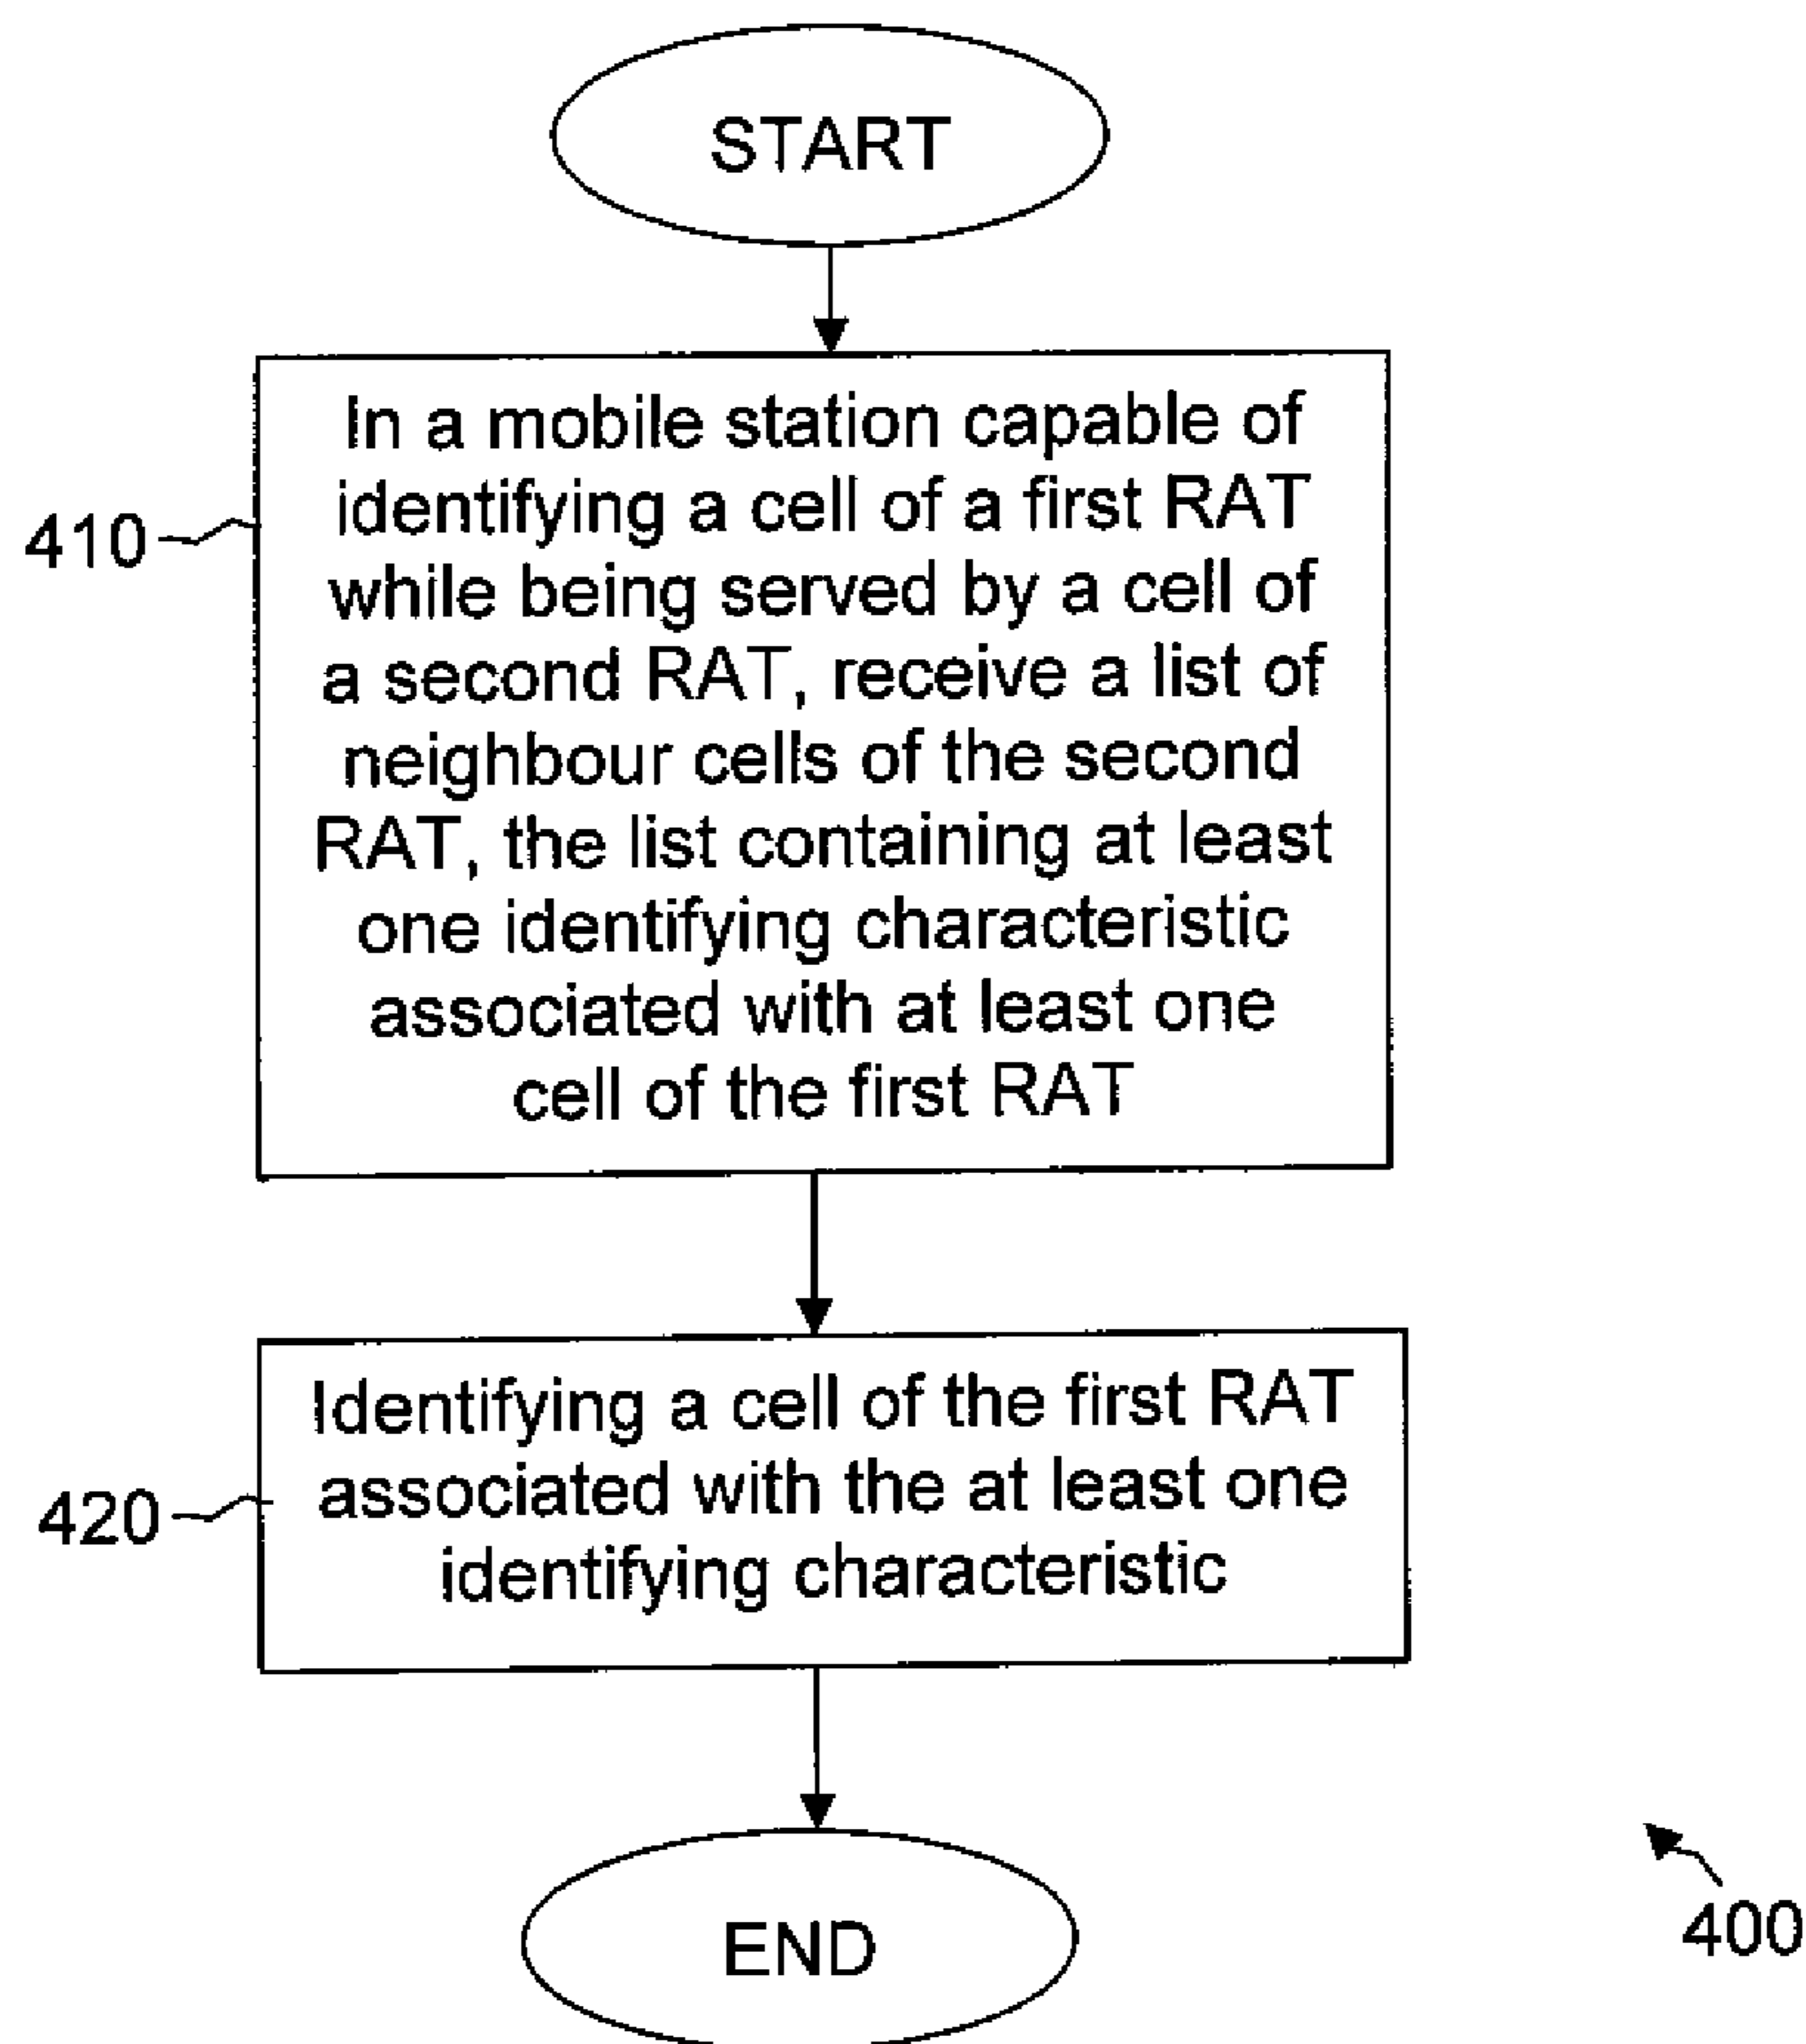 START
410
In a mobile station capable of
identifying a cell of a first RAT
while being served by a cell of
a second RAT, receive a list of
neighbour cells of the second
RAT, the list containing at least
one identifying characteristic
associated with at least one
cell of the first RAT
420
Identifying a cell of the first RAT
associated with the at least one
identifying characteristic
END
400